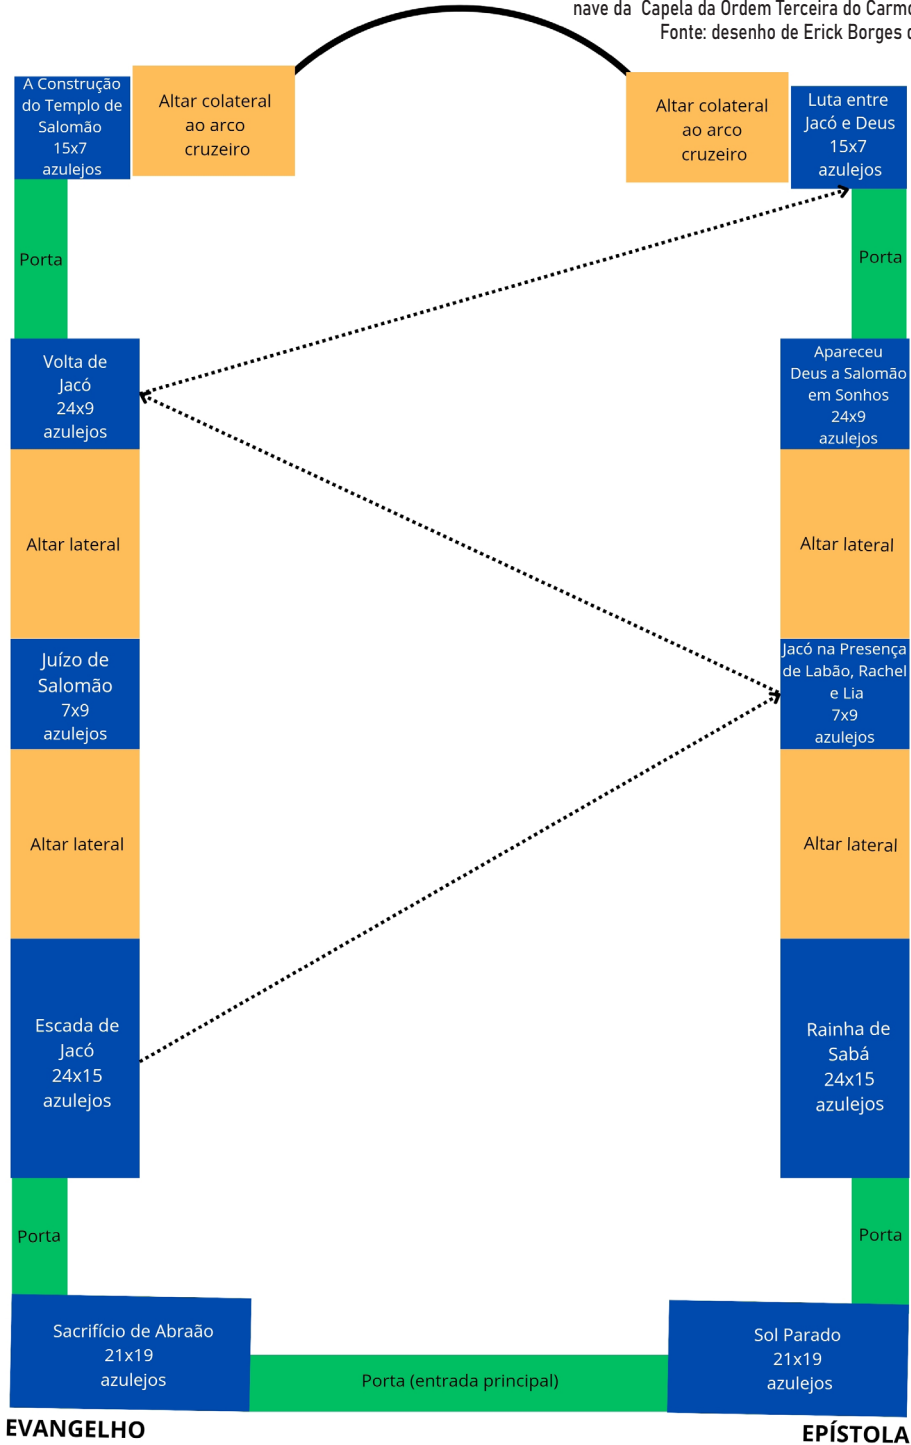 nave da Capela da Ordem Terceira do Carmo
Fonte: desenho de Erick Borges
A Construção
do Templo de
Salomão
15x7
azulejos
Altar colateral
ao arco
cruzeiro
Altar colateral
ao arco
cruzeiro
Luta entre
Jacó e Deus
15x7
azulejos
Porta
Porta
Volta de
Jacó
24x9
azulejos
Apareceu
Deus a Salomão
em Sonhos
24x9
azulejos
Altar lateral
Altar lateral
Juízo de
Salomão
7x9
azulejos
Jacó na Presença
de Labão, Rachel
e Lia
7x9
azulejos
Altar lateral
Altar lateral
Escada de
Jacó
24x15
azulejos
Rainha de
Sabá
24x15
azulejos
Porta
Porta
Sacrifício de Abraão
21x19
azulejos
Porta (entrada principal)
Sol Parado
21x19
azulejos
EVANGELHO
EPÍSTOLA